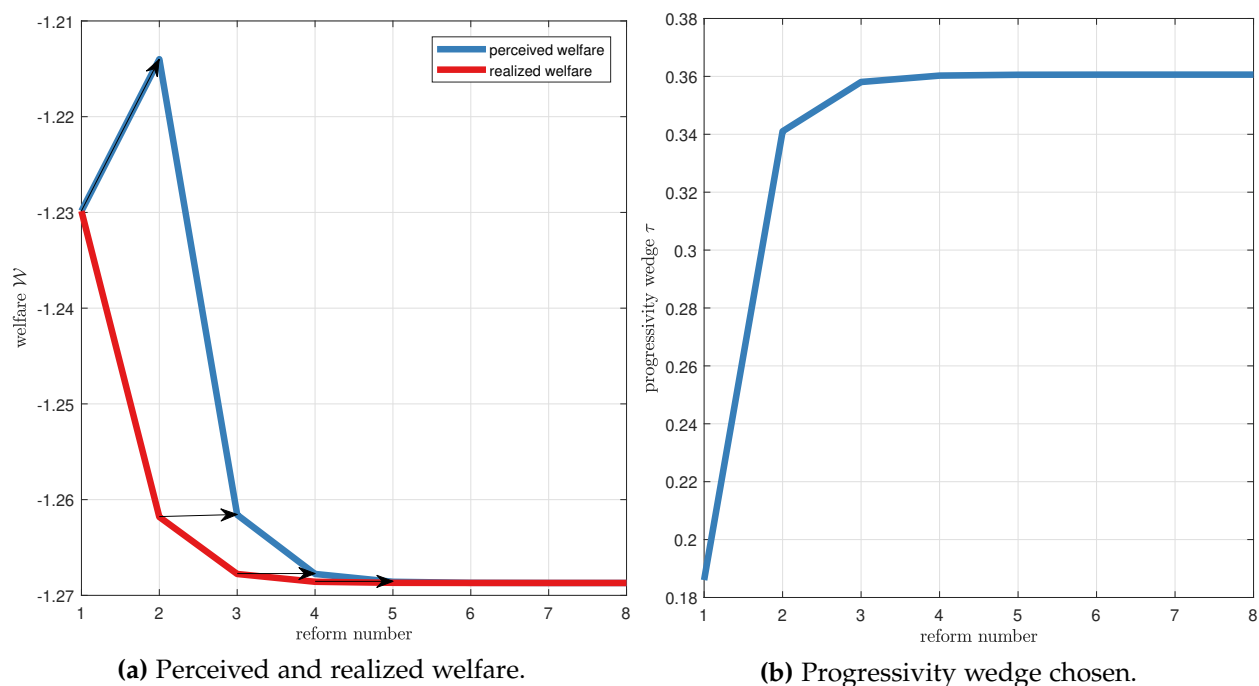 -1.21
-1.22
-1.23
-1.24
-1.25
-1.26
-1.27
welfare W
perceived welfare
realized welfare
1 2 3 4 5 6 7 8
reform number
(a) Perceived and realized welfare.
0.38
0.36
0.34
0.32
0.3
0.28
0.26
0.24
0.22
0.2
0.18
progressivity wedge τ
1 2 3 4 5 6 7 8
reform number
(b) Progressivity wedge chosen.